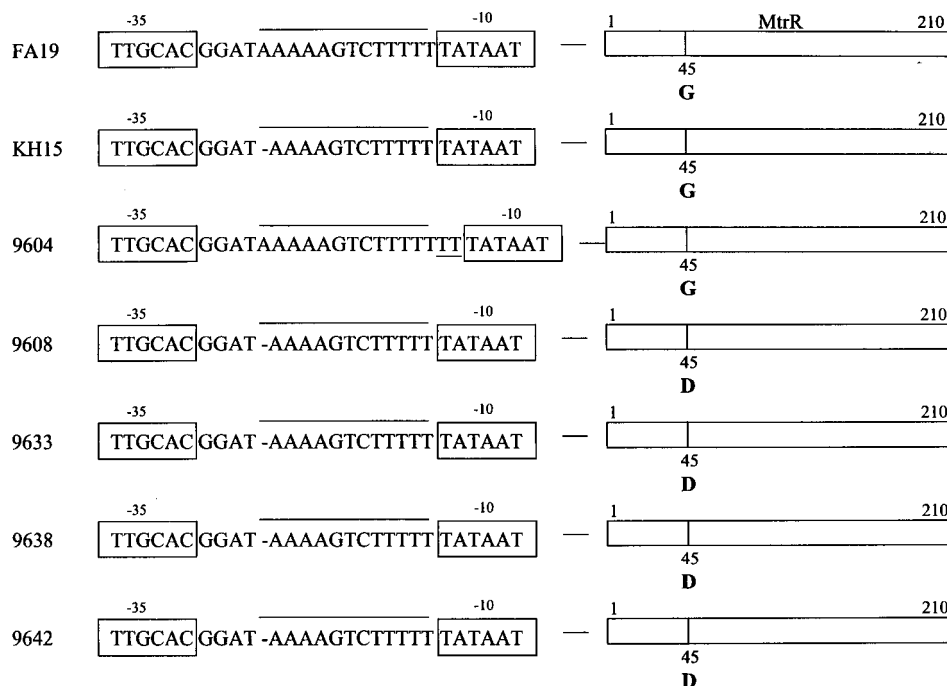 -35 -10 1 MtrR 210
FA19 TTGCAC GGATAAAAAGTCTTTTT TATAAT —
45
G
-35 -10 1 210
KH15 TTGCAC GGAT -AAAAGTCTTTTT TATAAT —
45
G
-35 -10 1 210
9604 TTGCAC GGATAAAAAGTCTTTTTTT TATAAT —
45
G
-35 -10 1 210
9608 TTGCAC GGAT -AAAAGTCTTTTT TATAAT —
45
D
-35 -10 1 210
9633 TTGCAC GGAT -AAAAGTCTTTTT TATAAT —
45
D
-35 -10 1 210
9638 TTGCAC GGAT -AAAAGTCTTTTT TATAAT —
45
D
-35 -10 1 210
9642 TTGCAC GGAT -AAAAGTCTTTTT TATAAT —
45
D